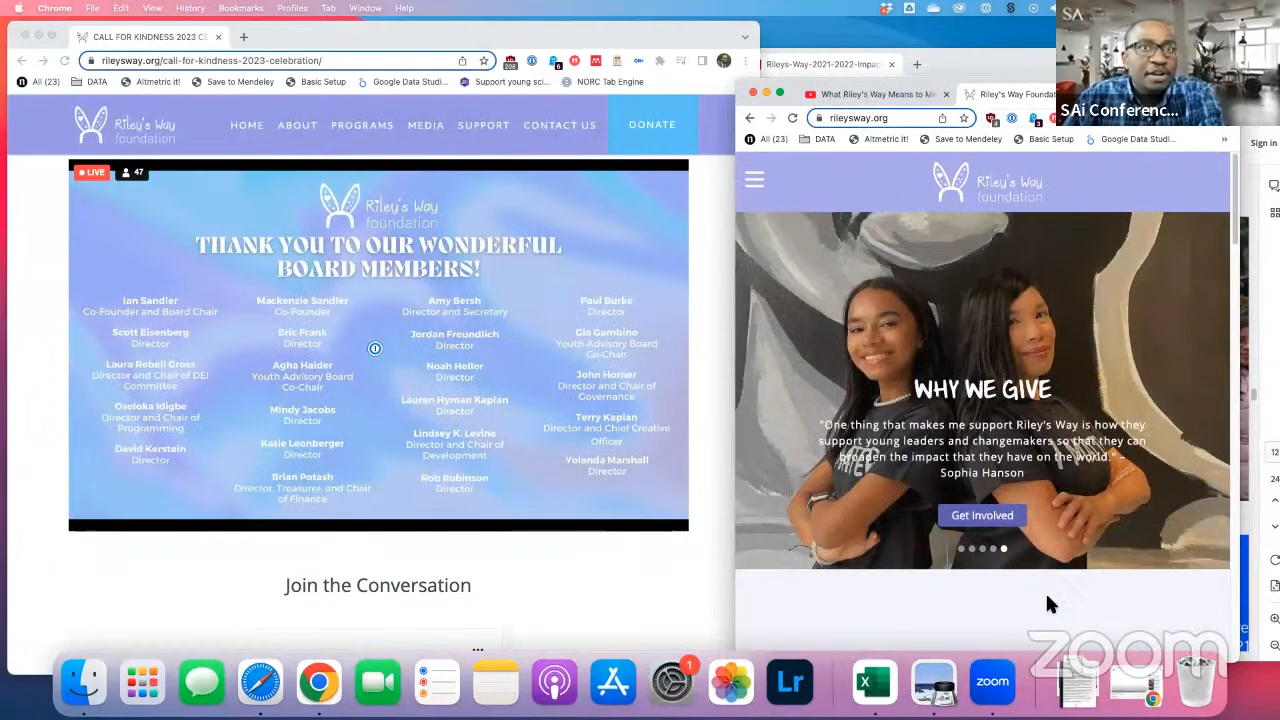 Chrome File Edit View History Bookmarks Profiles Tab Window Help
CALL FOR KINDNESS 2023 CE
rileysway.org/call-for-kindness-2023-celebration/
All (23) DATA Altmetric it! Save to Mendeley Basic Setup Google Data Studi... Support young sci... NORC Tab Engine
Riley's Way
foundation
HOME ABOUT PROGRAMS MEDIA SUPPORT CONTACT US DONATE
LIVE 47
Riley's Way
foundation
THANK YOU TO OUR WONDERFUL
BOARD MEMBERS!
Ian Sandler
Co-Founder and Board Chair
Scott Eisenberg
Director
Laura Rebell Gross
Director and Chair of DEI
Committee
Oseloka Idigbe
Director and Chair of
Programming
David Kerstein
Director
Mackenzie Sandler
Co-Founder
Eric Frank
Director
Agha Haider
Youth Advisory Board
Co-Chair
Mindy Jacobs
Director
Katie Leonberger
Director
Brian Potash
Director, Treasurer, and Chair
of Finance
Amy Bersh
Director and Secretary
Jordan Freundlich
Director
Noah Heller
Director
Lauren Hyman Kaplan
Director
Lindsey K. Levine
Director and Chair of
Development
Rob Robinson
Director
Paul Burke
Director
Gia Gambino
Youth Advisory Board
Co-Chair
John Horner
Director and Chair of
Governance
Terry Kaplan
Director and Chief Creative
Officer
Yolanda Marshall
Director
Join the Conversation
Rileys-Way-2021-2022-Impac
What Riley's Way Means to Me
Riley's Way Founda
rileysway.org
All (23) DATA Altmetric it! Save to Mendeley Basic Setup Google Data Studi...
Sign in
Riley's Way
foundation
WHY WE GIVE
"One thing that makes me support Riley's Way is how they
support young leaders and changemakers so that they can
broaden the impact that they have on the world." –
Sophia Hanson
Get Involved
SA
SAi Conferenc...
12
24
zoom
1
Lr
X
zoom